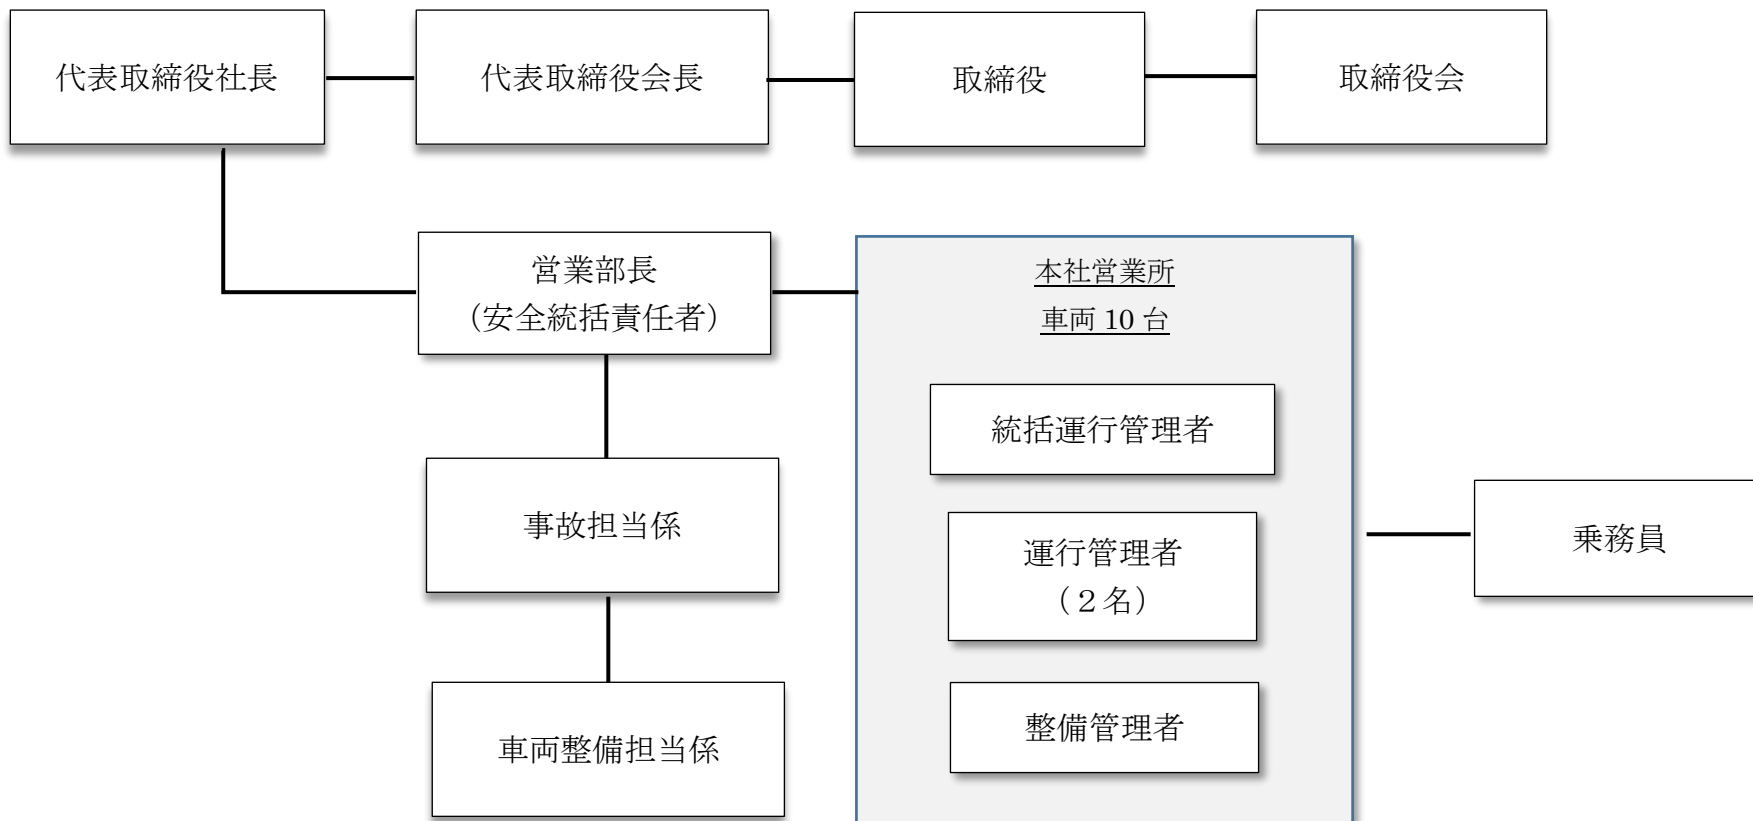 代表取締役社長
代表取締役会長
取締役
取締役会
営業部長
（安全統括責任者）
本社営業所
車両 10 台
統括運行管理者
事故担当係
運行管理者
（２名）
乗務員
車両整備担当係
整備管理者